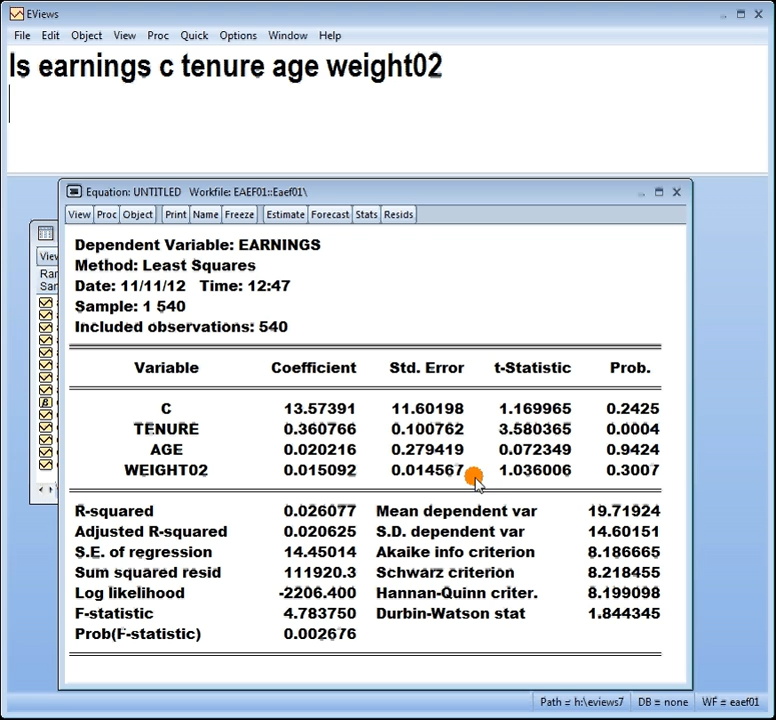 EViews
File Edit Object View Proc Quick Options Window Help
ls earnings c tenure age weight02
Equation: UNTITLED Workfile: EAEF01::Eaef01\
View Proc Object Print Name Freeze Estimate Forecast Stats Resids
Dependent Variable: EARNINGS
Method: Least Squares
Date: 11/11/12 Time: 12:47
Sample: 1 540
Included observations: 540
Variable Coefficient Std. Error t-Statistic Prob.
C 13.57391 11.60198 1.169965 0.2425
TENURE 0.360766 0.100762 3.580365 0.0004
AGE 0.020216 0.279419 0.072349 0.9424
WEIGHT02 0.015092 0.014567 1.036006 0.3007
R-squared 0.026077 Mean dependent var 19.71924
Adjusted R-squared 0.020625 S.D. dependent var 14.60151
S.E. of regression 14.45014 Akaike info criterion 8.186665
Sum squared resid 111920.3 Schwarz criterion 8.218455
Log likelihood -2206.400 Hannan-Quinn criter. 8.199098
F-statistic 4.783750 Durbin-Watson stat 1.844345
Prob(F-statistic) 0.002676
Path = h:\eviews7 DB = none WF = eaef01